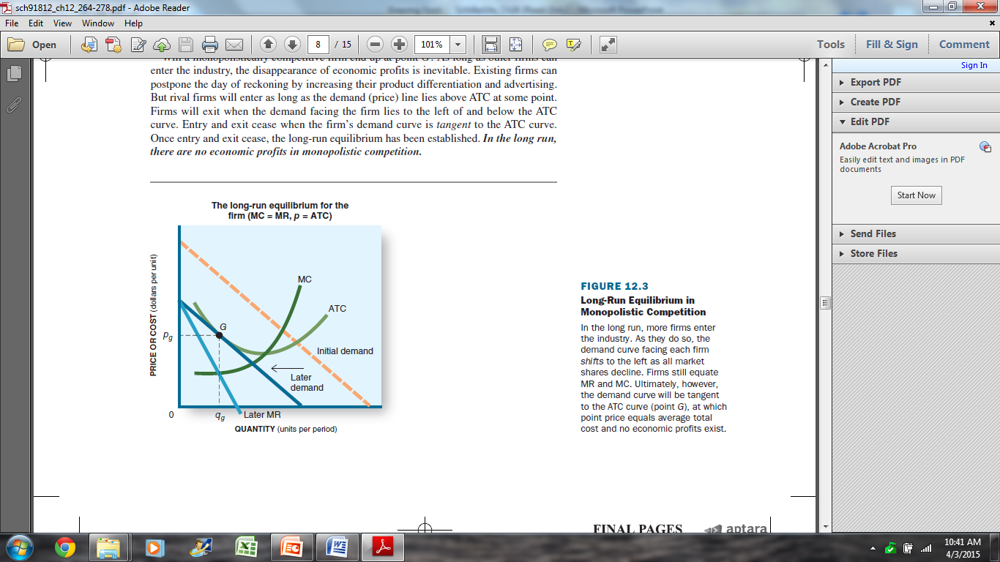 sch91812_ch12_264-278.pdf - Adobe Reader
File Edit View Window Help
Open 8 / 15 101% Tools Fill & Sign Comment
Sign In
Export PDF
Create PDF
Edit PDF
Adobe Acrobat Pro
Easily edit text and images in PDF
documents
Start Now
Send Files
Store Files
enter the industry, the disappearance of economic profits is inevitable. Existing firms can
postpone the day of reckoning by increasing their product differentiation and advertising.
But rival firms will enter as long as the demand (price) line lies above ATC at some point.
Firms will exit when the demand facing the firm lies to the left of and below the ATC
curve. Entry and exit cease when the firm's demand curve is tangent to the ATC curve.
Once entry and exit cease, the long-run equilibrium has been established. In the long run,
there are no economic profits in monopolistic competition.
The long-run equilibrium for the
firm (MC = MR, p = ATC)
PRICE OR COST (dollars per unit)
MC
ATC
G
pg
Initial demand
Later
demand
0
qg
Later MR
QUANTITY (units per period)
FIGURE 12.3
Long-Run Equilibrium in
Monopolistic Competition
In the long run, more firms enter
the industry. As they do so, the
demand curve facing each firm
shifts to the left as all market
shares decline. Firms still equate
MR and MC. Ultimately, however,
the demand curve will be tangent
to the ATC curve (point G), at which
point price equals average total
cost and no economic profits exist.
FINAL PAGES aptara
10:41 AM
4/3/2015